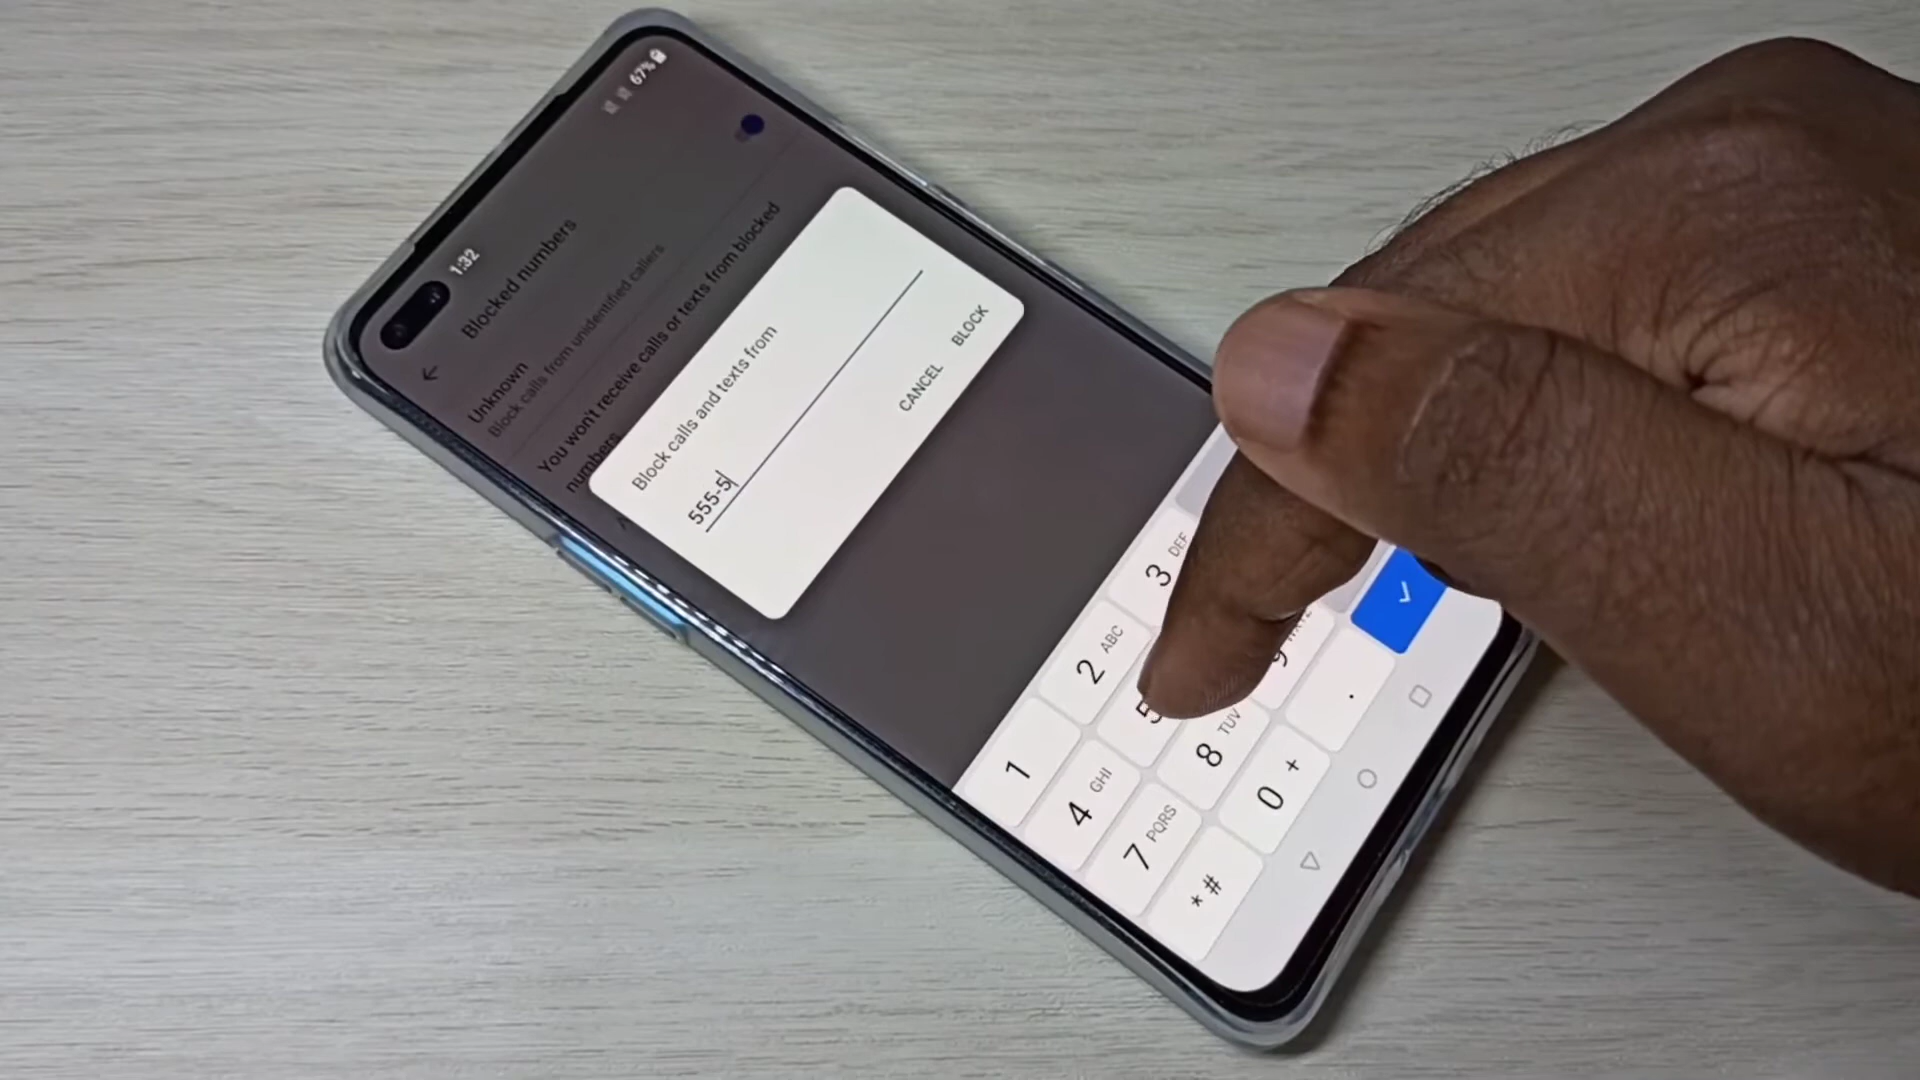 1:32
67%
Blocked numbers
Unknown
Block calls from unidentified callers
You won't receive calls or texts from blocked
numbers
Block calls and texts from
555-5
CANCEL BLOCK
1
2 ABC
3 DEF
4 GHI
5
7 PQRS
8 TUV
9
*#
0 +
.